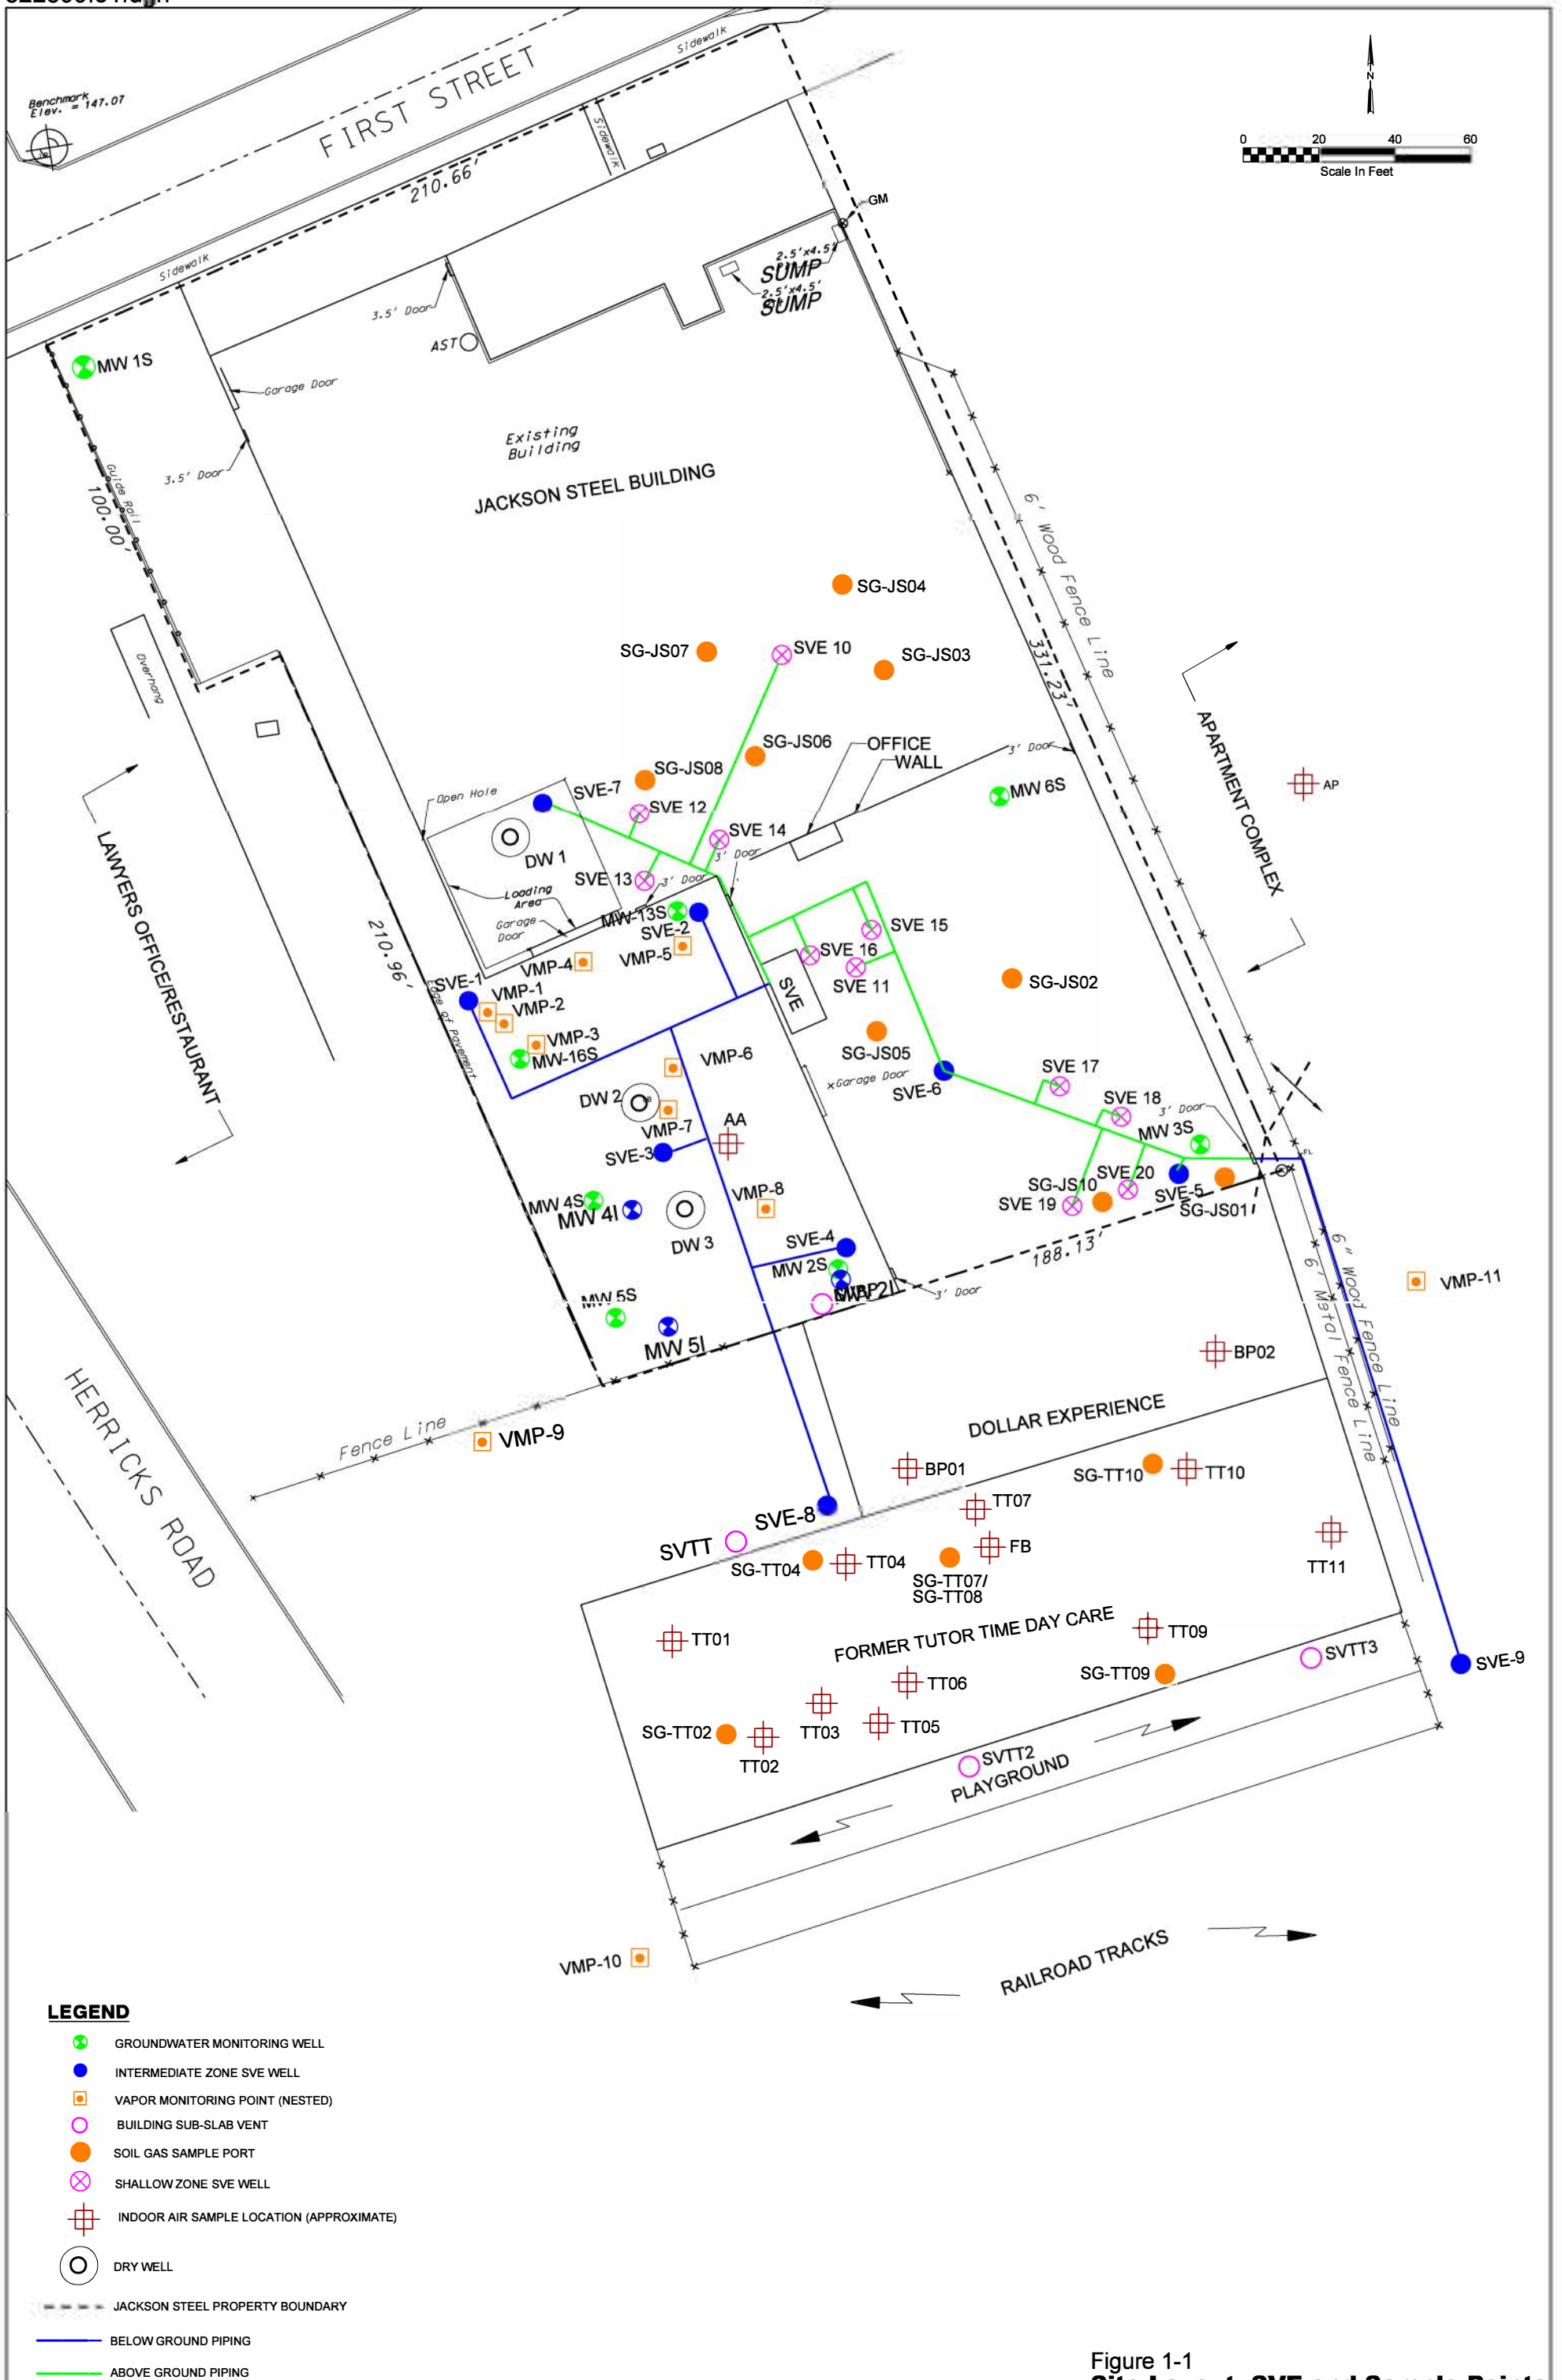 Benchmark
Elev. = 147.07
FIRST STREET
Sidewalk
Sidewalk
Sidewalk
210.66'
N
0 20 40 60
Scale In Feet
GM
2.5'x4.5'
SUMP
2.5'x4.5'
SUMP
3.5' Door
AST
MW 1S
Garage Door
3.5' Door
Guide Rail
100.00'
Existing
Building
JACKSON STEEL BUILDING
6' Wood Fence Line
331.23'
Overhang
SG-JS04
SG-JS07
SVE 10
SG-JS03
APARTMENT COMPLEX
AP
SG-JS06
OFFICE
WALL
3' Door
SG-JS08
SVE-7
SVE 12
MW 6S
Open Hole
SVE 14
3' Door
DW 1
SVE 13
3' Door
Loading
Area
Garage
Door
MW-13S
SVE-2
VMP-5
VMP-4
SVE 15
SVE 16
SVE 11
SVE
LAWYERS OFFICE/RESTAURANT
210.96'
Edge of Pavement
SVE-1
VMP-1
VMP-2
VMP-3
MW-16S
SG-JS02
SG-JS05
Garage Door
SVE-6
VMP-6
DW 2
VMP-7
AA
SVE-3
SVE 17
SVE 18
3' Door
MW 3S
FL
SVE 20
SG-JS10
SVE 19
SVE-5
SG-JS01
MW 4S
MW 4I
DW 3
VMP-8
SVE-4
MW 2S
MW 2I
3' Door
188.13'
6" Wood Fence Line
6' Metal Fence Line
VMP-11
MW 5S
MW 5I
BP02
HERRICKS ROAD
Fence Line
VMP-9
DOLLAR EXPERIENCE
BP01
SG-TT10
TT10
TT07
SVE-8
SVTT
FB
SG-TT04
TT04
SG-TT07/
SG-TT08
TT11
TT01
FORMER TUTOR TIME DAY CARE
TT09
SVTT3
SVE-9
SG-TT09
TT06
SG-TT02
TT03
TT05
TT02
SVTT2
PLAYGROUND
VMP-10
RAILROAD TRACKS
LEGEND
GROUNDWATER MONITORING WELL
INTERMEDIATE ZONE SVE WELL
VAPOR MONITORING POINT (NESTED)
BUILDING SUB-SLAB VENT
SOIL GAS SAMPLE PORT
SHALLOW ZONE SVE WELL
INDOOR AIR SAMPLE LOCATION (APPROXIMATE)
DRY WELL
JACKSON STEEL PROPERTY BOUNDARY
BELOW GROUND PIPING
ABOVE GROUND PIPING
Figure 1-1
Site Layout, SVE and Sample Points